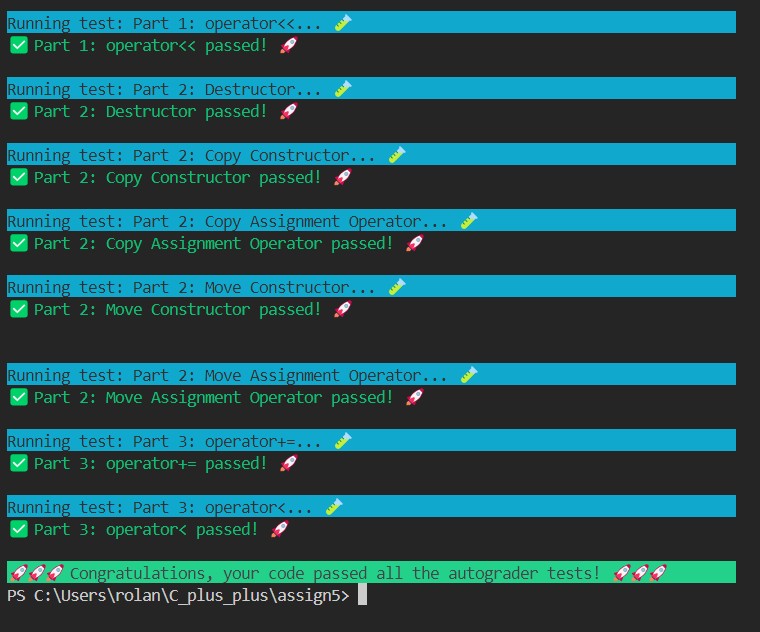 Running test: Part 1: operator<<... 🧪
✅ Part 1: operator<< passed! 🚀
Running test: Part 2: Destructor... 🧪
✅ Part 2: Destructor passed! 🚀
Running test: Part 2: Copy Constructor... 🧪
✅ Part 2: Copy Constructor passed! 🚀
Running test: Part 2: Copy Assignment Operator... 🧪
✅ Part 2: Copy Assignment Operator passed! 🚀
Running test: Part 2: Move Constructor... 🧪
✅ Part 2: Move Constructor passed! 🚀
Running test: Part 2: Move Assignment Operator... 🧪
✅ Part 2: Move Assignment Operator passed! 🚀
Running test: Part 3: operator+=... 🧪
✅ Part 3: operator+= passed! 🚀
Running test: Part 3: operator<... 🧪
✅ Part 3: operator< passed! 🚀
🚀🚀🚀 Congratulations, your code passed all the autograder tests! 🚀🚀🚀
PS C:\Users\rolan\C_plus_plus\assign5>